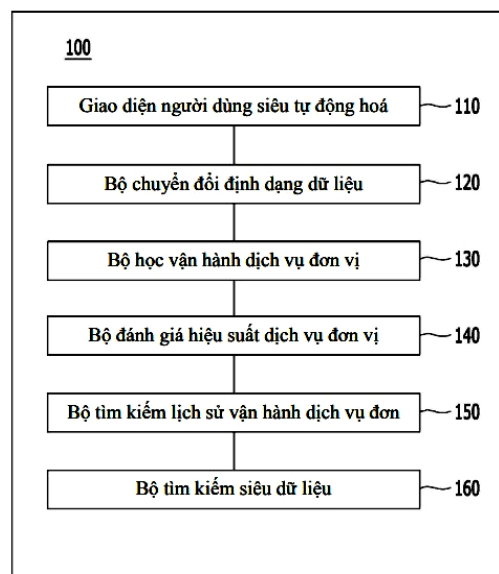 100
Giao diện người dùng siêu tự động hoá 110
Bộ chuyển đổi định dạng dữ liệu 120
Bộ học vận hành dịch vụ đơn vị 130
Bộ đánh giá hiệu suất dịch vụ đơn vị 140
Bộ tìm kiếm lịch sử vận hành dịch vụ đơn 150
Bộ tìm kiếm siêu dữ liệu 160